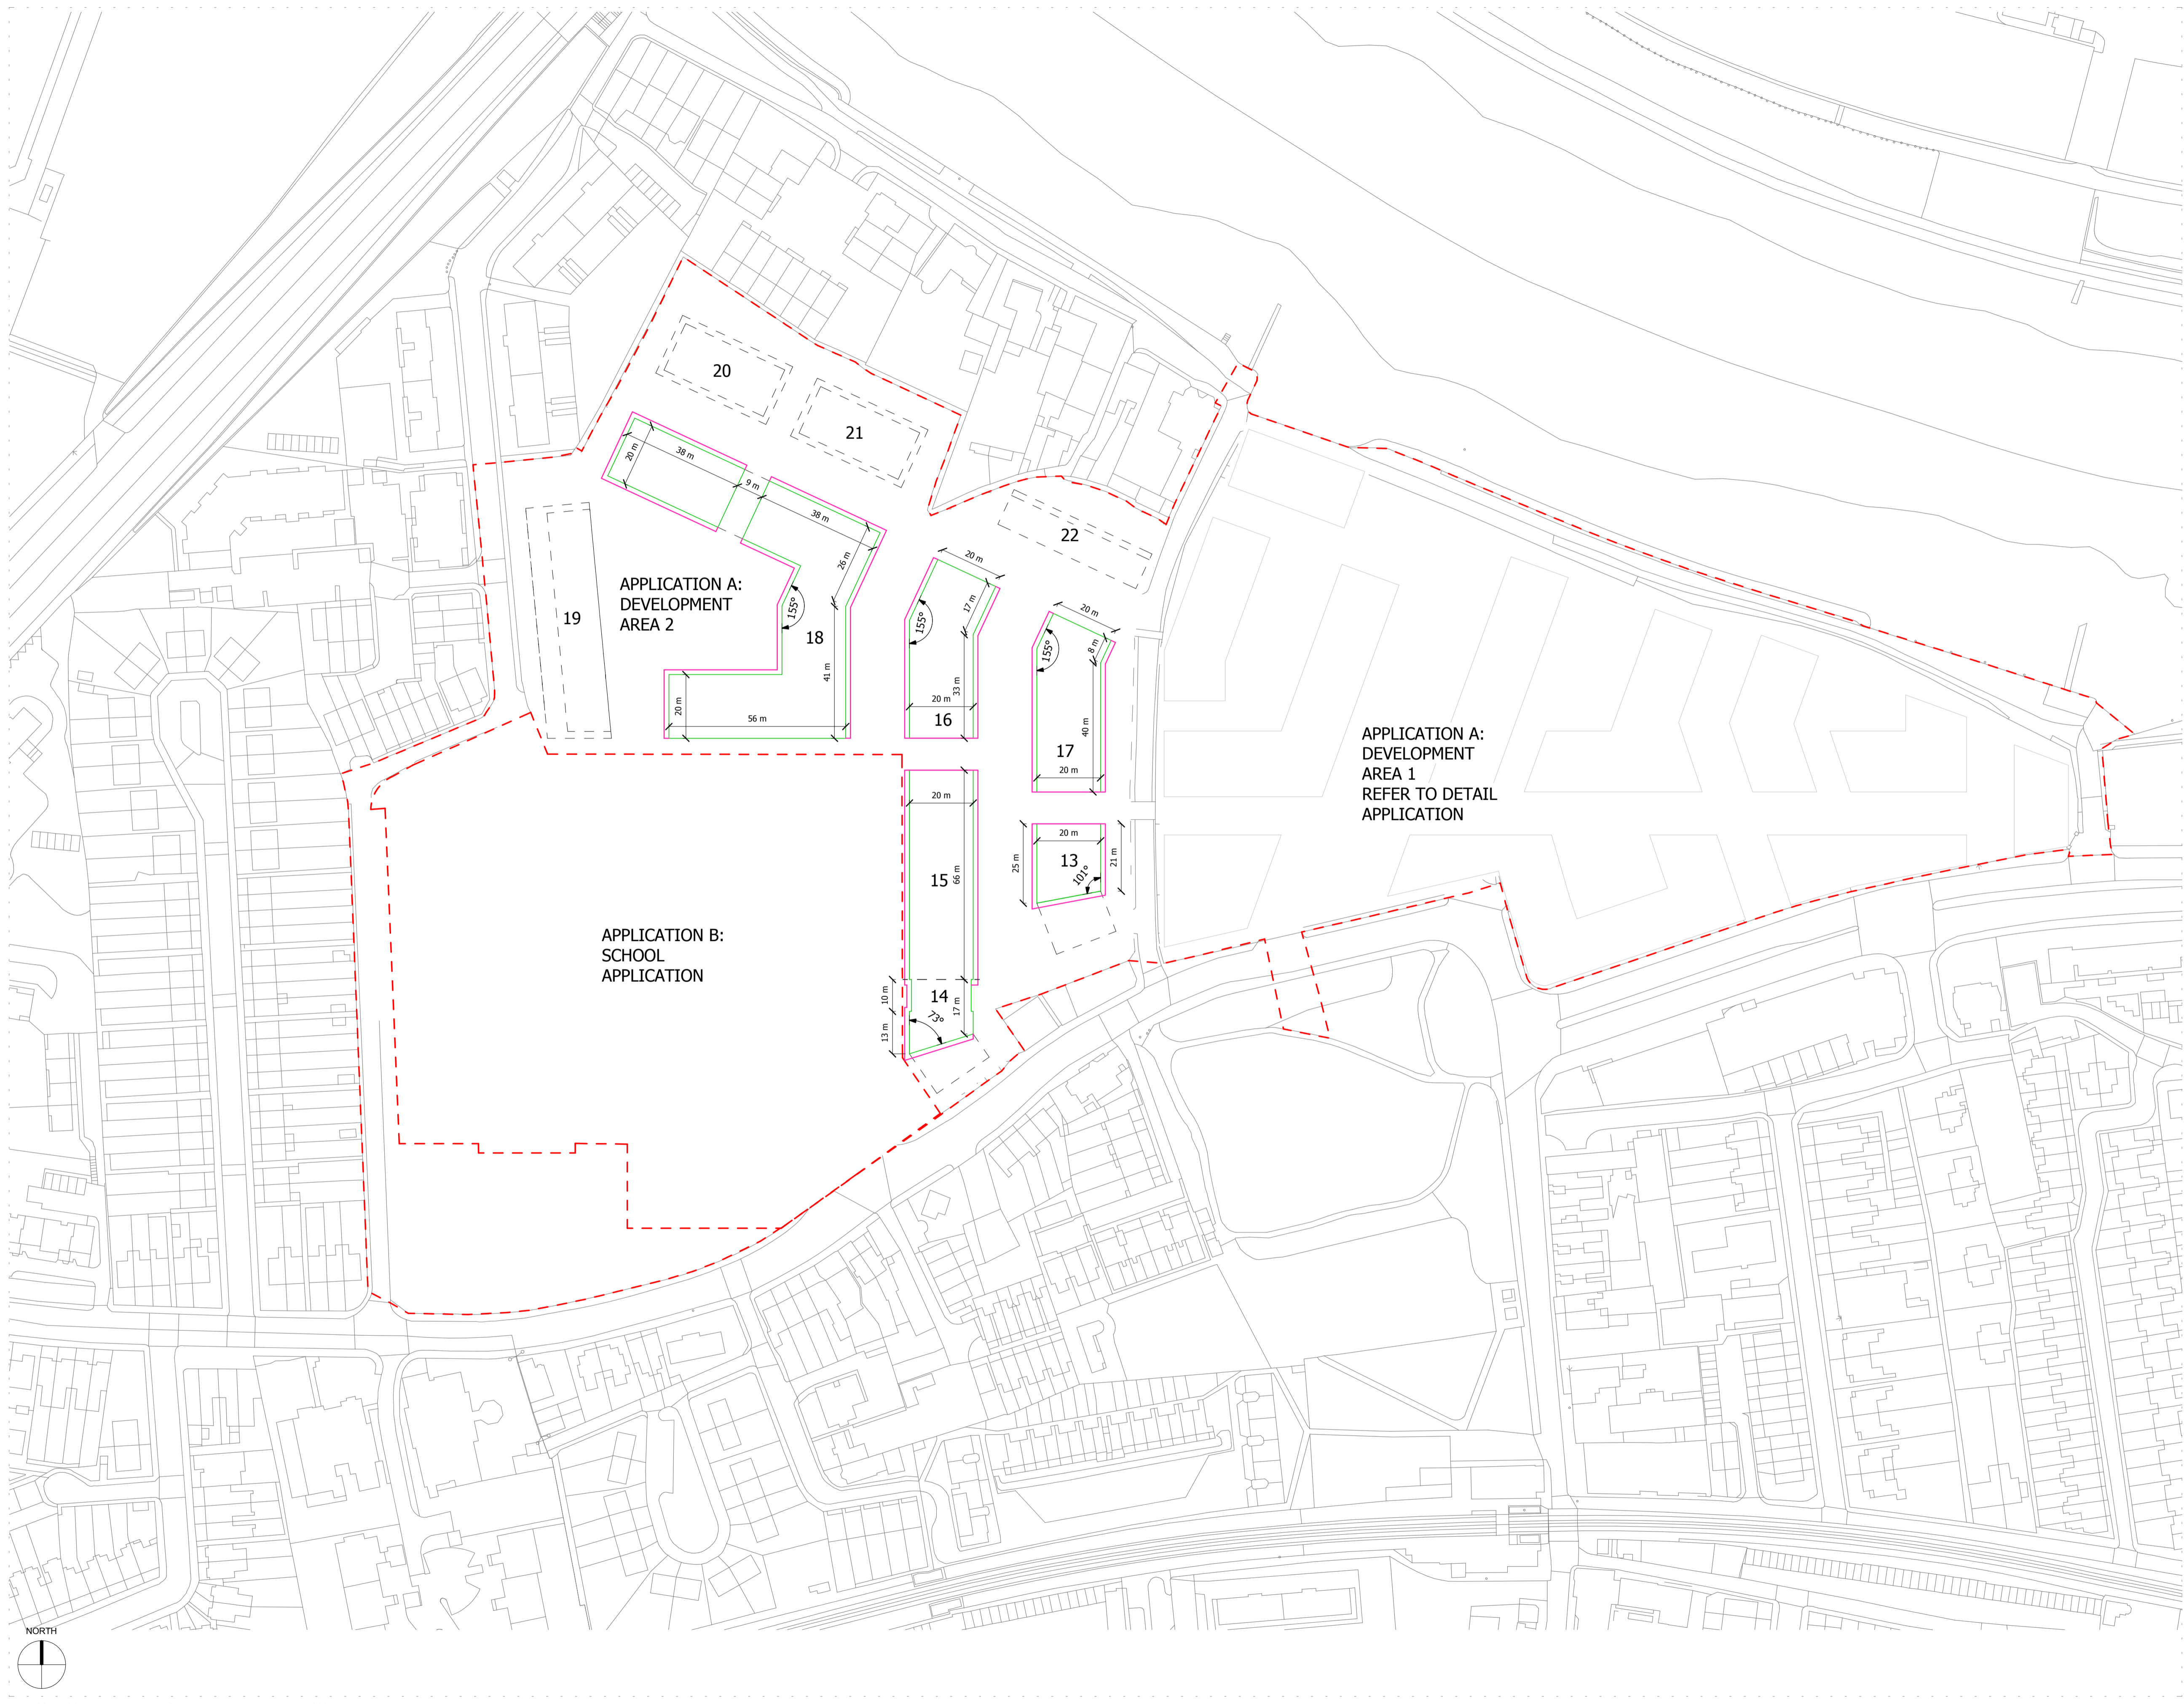 20
21
20 m
38 m
9 m
38 m
22
26 m
20 m
17 m
155°
APPLICATION A:
DEVELOPMENT
AREA 2
19
155°
18
155°
20 m
8 m
41 m
33 m
20 m
16
20 m
56 m
40 m
17
20 m
APPLICATION A:
DEVELOPMENT
AREA 1
REFER TO DETAIL
APPLICATION
20 m
20 m
25 m
13
21 m
101°
15
66 m
APPLICATION B:
SCHOOL
APPLICATION
10 m
14
17 m
73°
13 m
NORTH